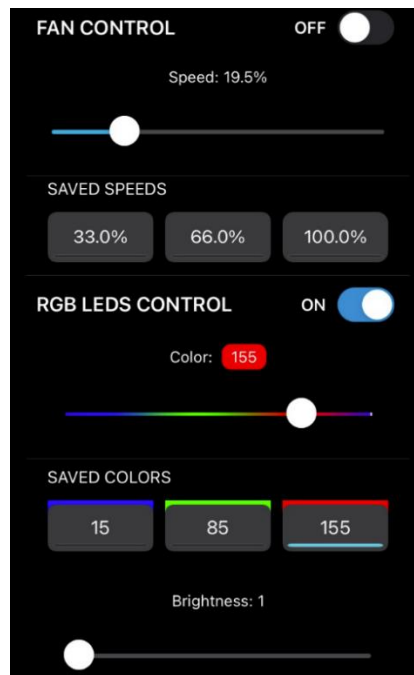 FAN CONTROL OFF
Speed: 19.5%
SAVED SPEEDS
33.0% 66.0% 100.0%
RGB LEDS CONTROL ON
Color: 155
SAVED COLORS
15 85 155
Brightness: 1